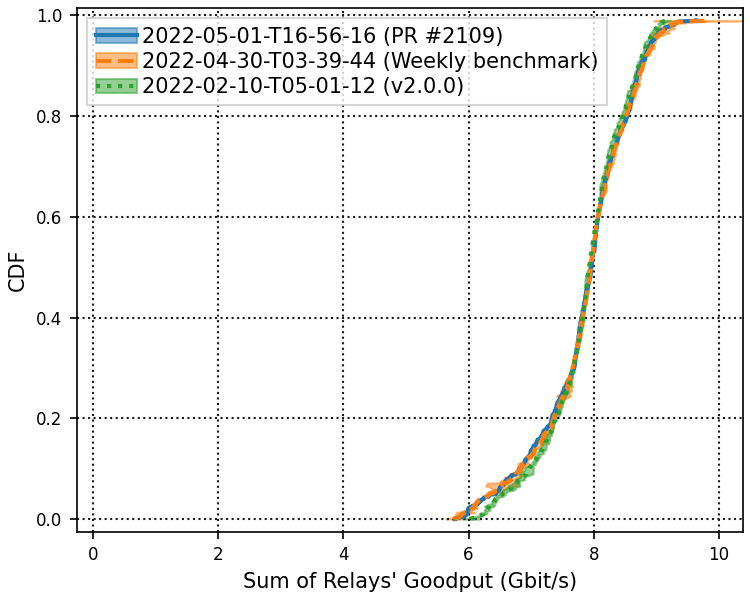 2022-05-01-T16-56-16 (PR #2109)
2022-04-30-T03-39-44 (Weekly benchmark)
2022-02-10-T05-01-12 (v2.0.0)
1.0
0.8
0.6
0.4
0.2
0.0
CDF
0 2 4 6 8 10
Sum of Relays' Goodput (Gbit/s)